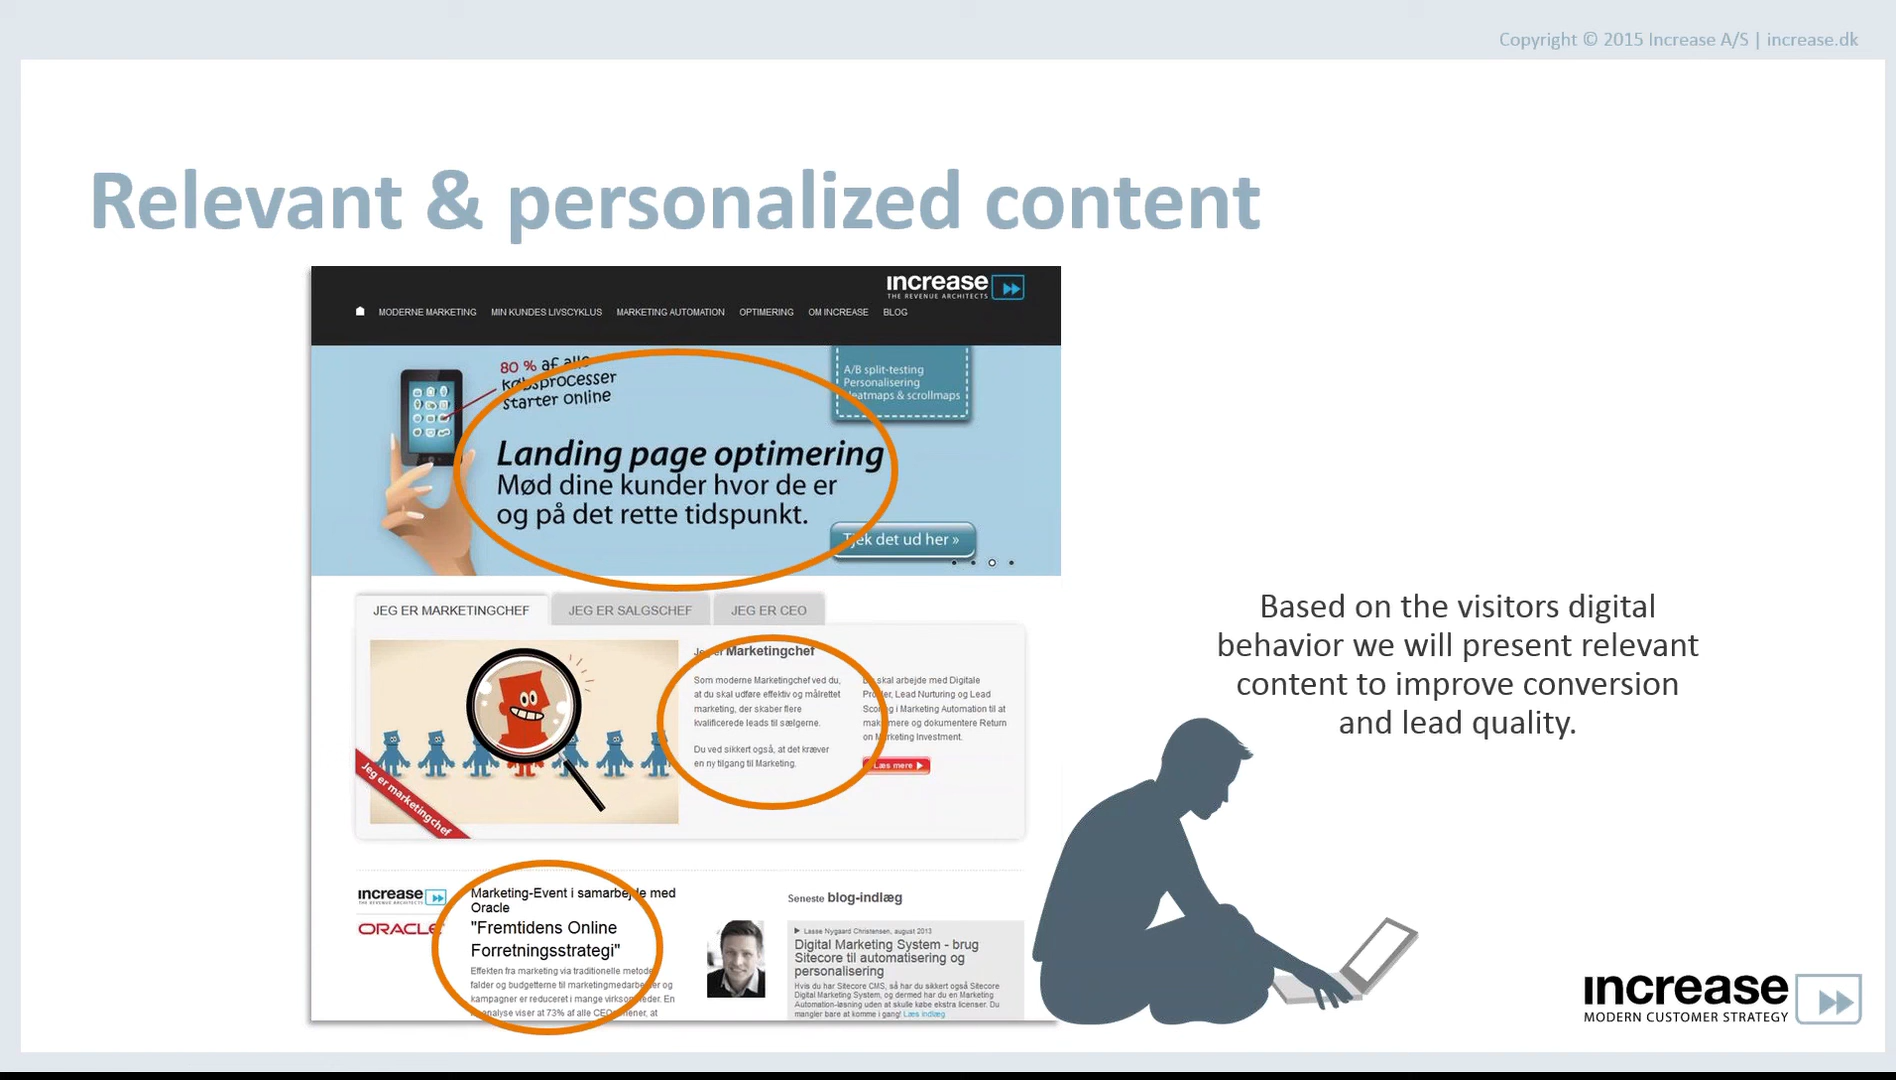 Copyright © 2015 Increase A/S | increase.dk
Relevant & personalized content
increase
THE REVENUE ARCHITECTS
MODERNE MARKETING MIN KUNDES LIVSCYKLUS MARKETING AUTOMATION OPTIMERING OM INCREASE BLOG
80 % af alle
købsprocesser
starter online
A/B split-testing
Personalisering
Heatmaps & scrollmaps
Landing page optimering
Mød dine kunder hvor de er
og på det rette tidspunkt.
Tjek det ud her »
JEG ER MARKETINGCHEF JEG ER SALGSCHEF JEG ER CEO
Jeg er marketingchef
Jeg er Marketingchef
Som moderne Marketingchef ved du,
at du skal udføre effektiv og målrettet
marketing, der skaber flere
kvalificerede leads til sælgerne.
Du ved sikkert også, at det kræver
en ny tilgang til Marketing.
skal arbejde med Digitale
Profiler, Lead Nurturing og Lead
Scoring i Marketing Automation til at
maksimere og dokumentere Return
on Marketing Investment.
Læs mere
Based on the visitors digital
behavior we will present relevant
content to improve conversion
and lead quality.
increase
THE REVENUE ARCHITECTS
ORACLE
Marketing-Event i samarbejde med
Oracle
"Fremtidens Online
Forretningsstrategi"
Effekten fra marketing via traditionelle metoder
falder og budgetterne til marketingmedarbejder og
kampagner er reduceret i mange virksomheder. En
analyse viser at 73% af alle CEOs mener, at
Seneste blog-indlæg
Lasse Nygaard Christensen, august 2013
Digital Marketing System - brug
Sitecore til automatisering og
personalisering
Hvis du har Sitecore CMS, så har du sikkert også Sitecore
Digital Marketing System, og dermed har du en Marketing
Automation-løsning uden at skulle købe ekstra licenser. Du
mangler bare at komme i gang! Læs indlæg
increase
MODERN CUSTOMER STRATEGY